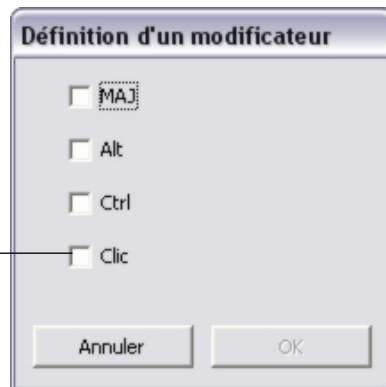 Définition d'un modificateur
MAJ
Alt
Ctrl
Clic
Annuler
OK